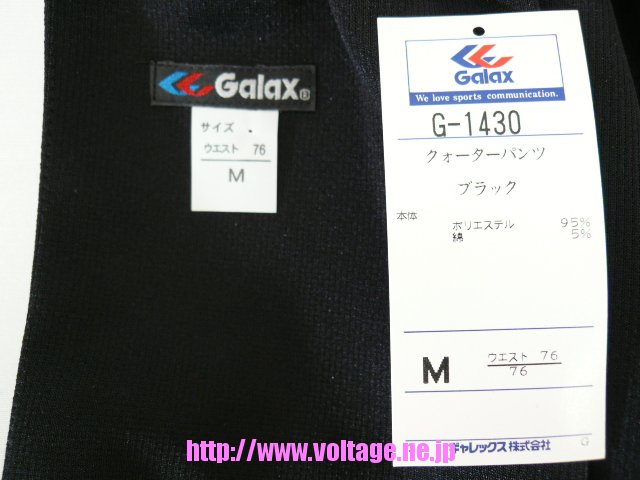 Galax®
サイズ .
ウエスト 76
M
Galax
We love sports communication.
G-1430
クォーターパンツ
ブラック
本体
ポリエステル 95%
綿 5%
M ウエスト 76
76
ギャレックス株式会社
G
http://www.voltage.ne.jp